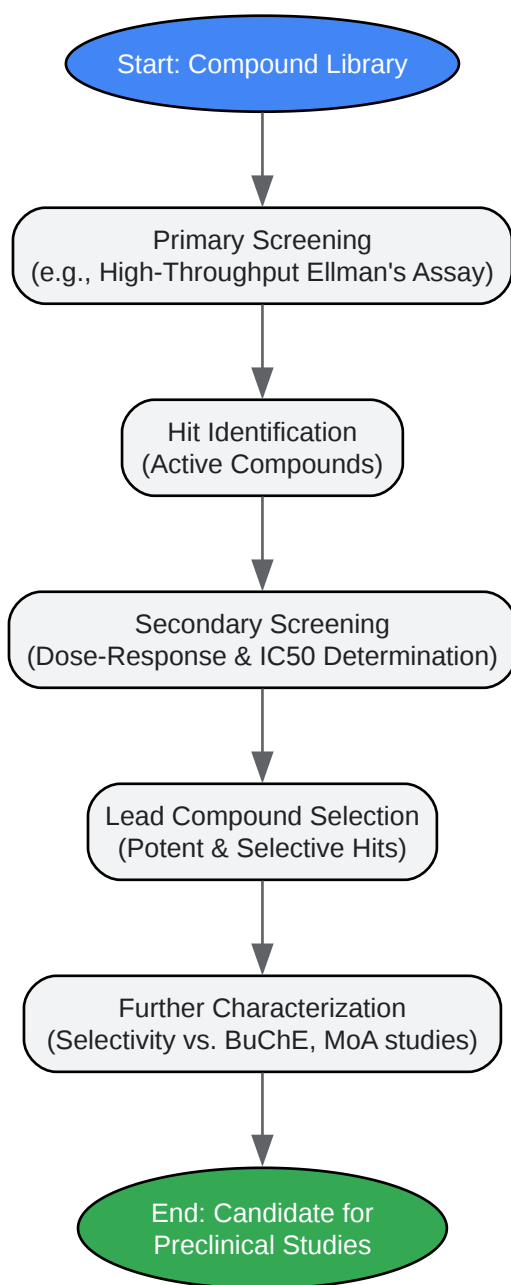 Start: Compound Library
Primary Screening
(e.g., High-Throughput Ellman's Assay)
Hit Identification
(Active Compounds)
Secondary Screening
(Dose-Response & IC50 Determination)
Lead Compound Selection
(Potent & Selective Hits)
Further Characterization
(Selectivity vs. BuChE, MoA studies)
End: Candidate for
Preclinical Studies